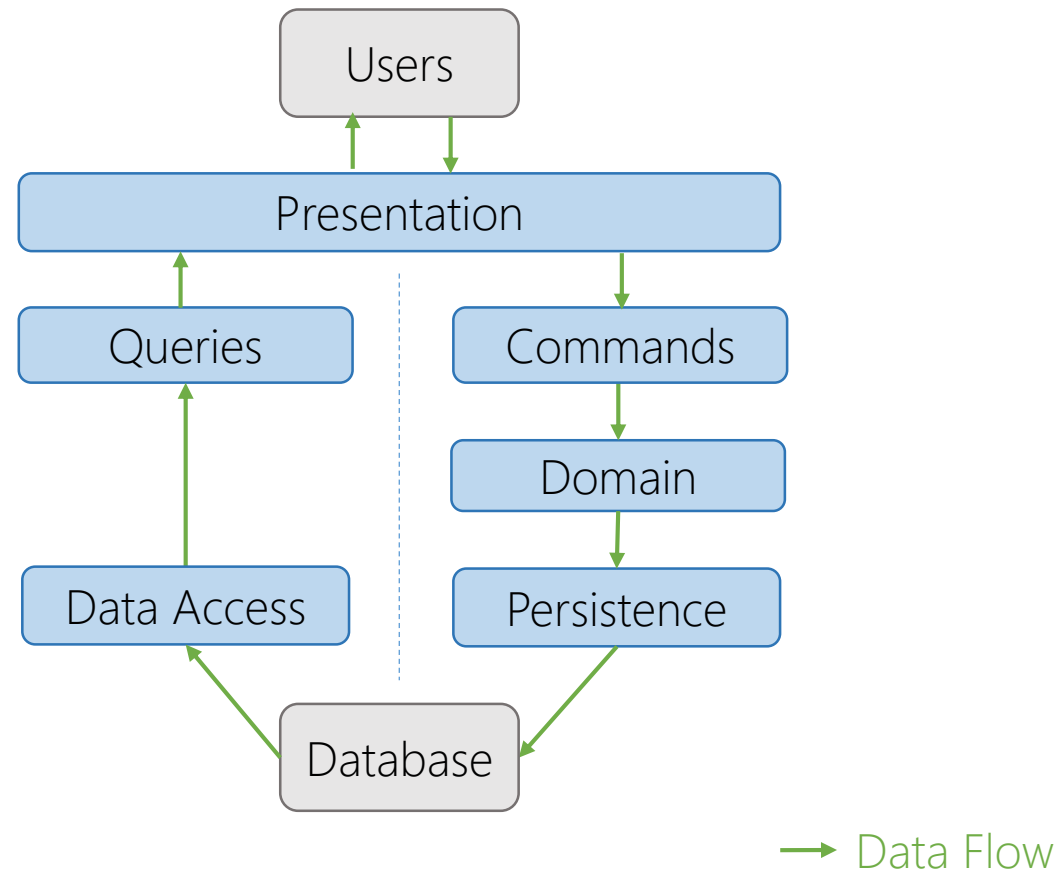 Users
Presentation
Queries
Commands
Domain
Data Access
Persistence
Database
Data Flow